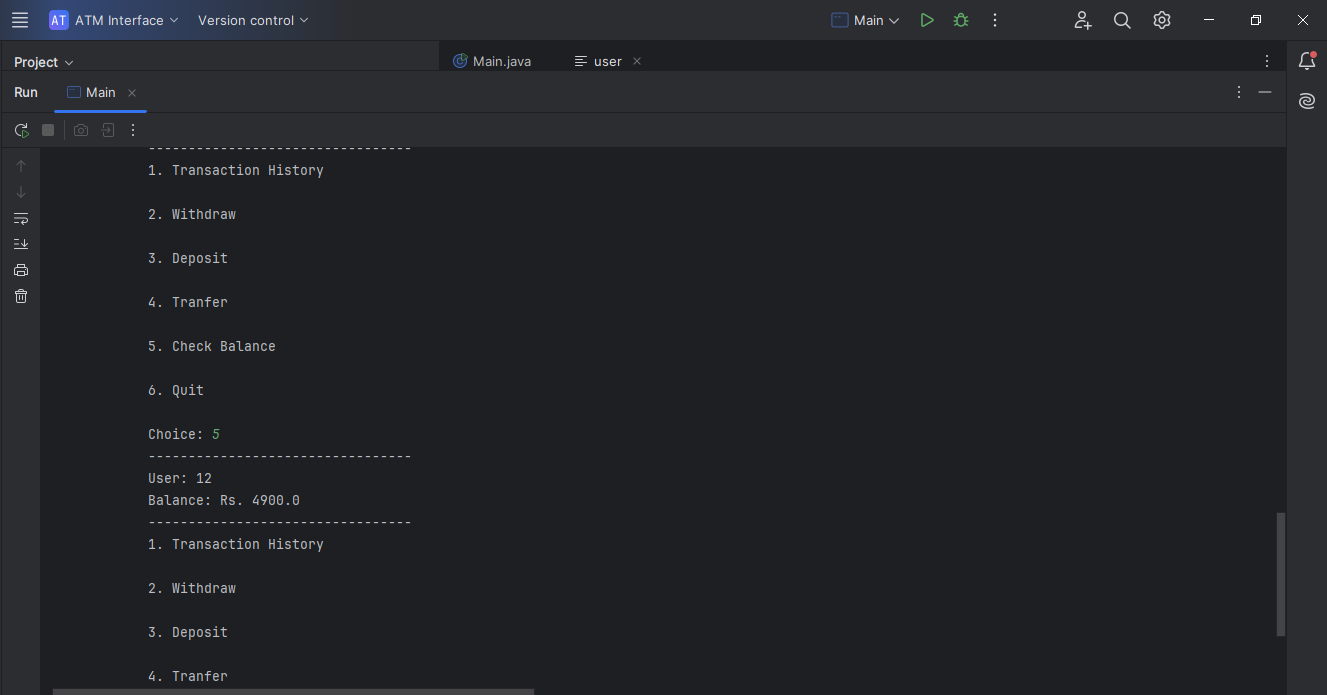 AT ATM Interface Version control Main
Project Main.java user
Run Main
---------------------------------
1. Transaction History
2. Withdraw
3. Deposit
4. Tranfer
5. Check Balance
6. Quit
Choice: 5
---------------------------------
User: 12
Balance: Rs. 4900.0
---------------------------------
1. Transaction History
2. Withdraw
3. Deposit
4. Tranfer